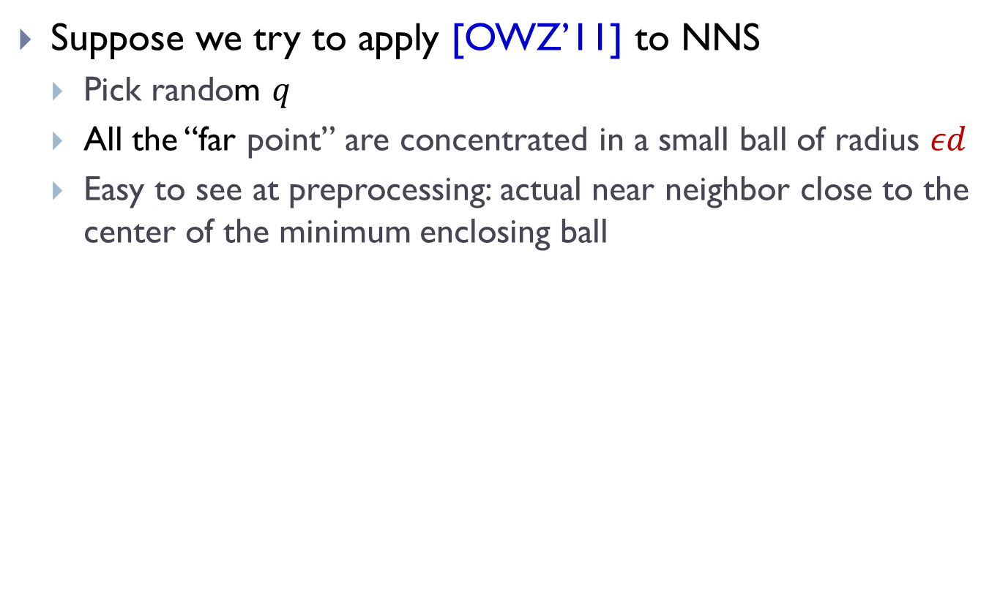 Suppose we try to apply [OWZ’11] to NNS
Pick random q
All the “far point” are concentrated in a small ball of radius ϵd
Easy to see at preprocessing: actual near neighbor close to the
center of the minimum enclosing ball